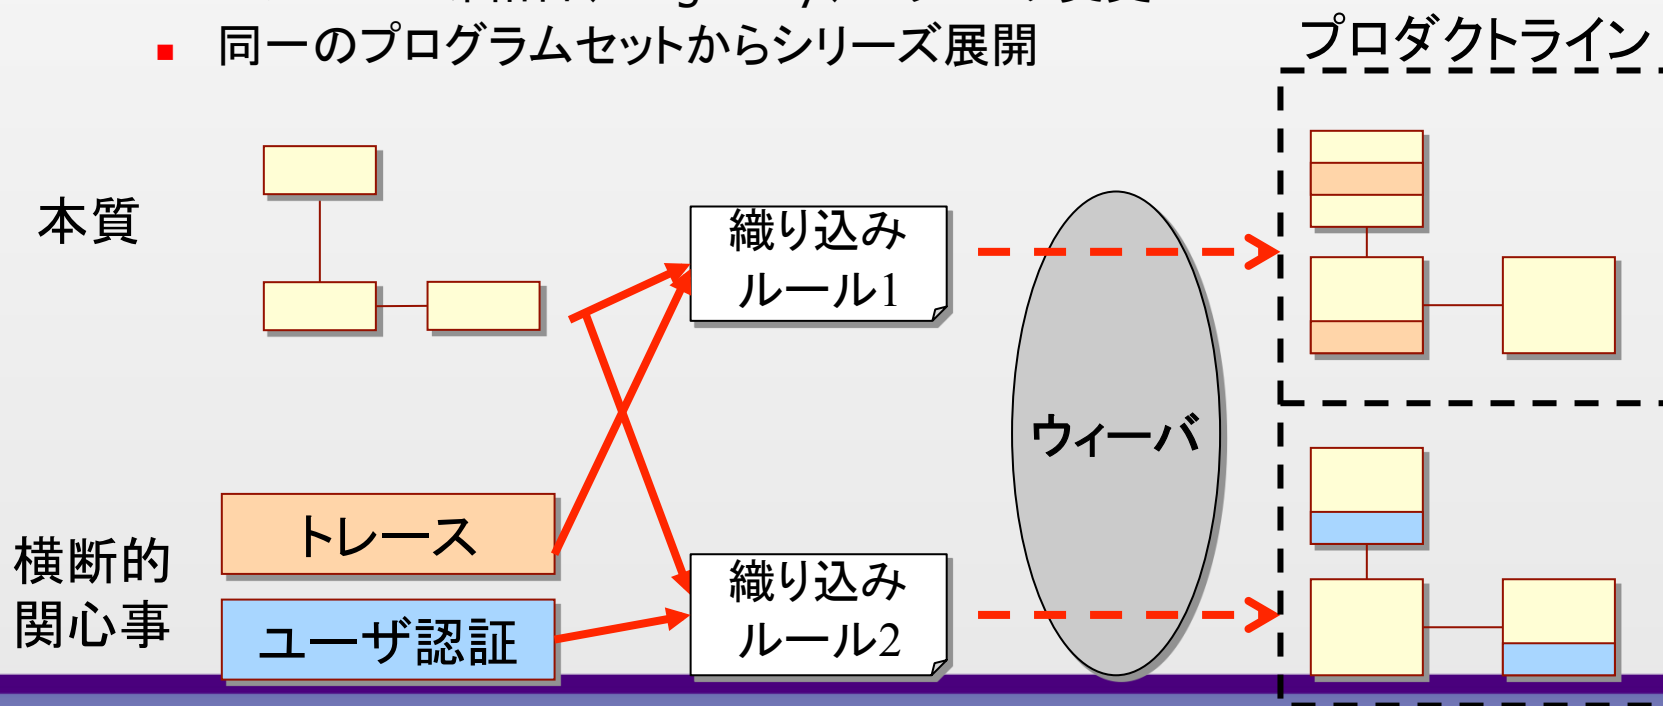 同一のプログラムセットからシリーズ展開
プロダクトライン
本質
織り込み
ルール1
ウィーバ
トレース
横断的
関心事
ユーザ認証
織り込み
ルール2